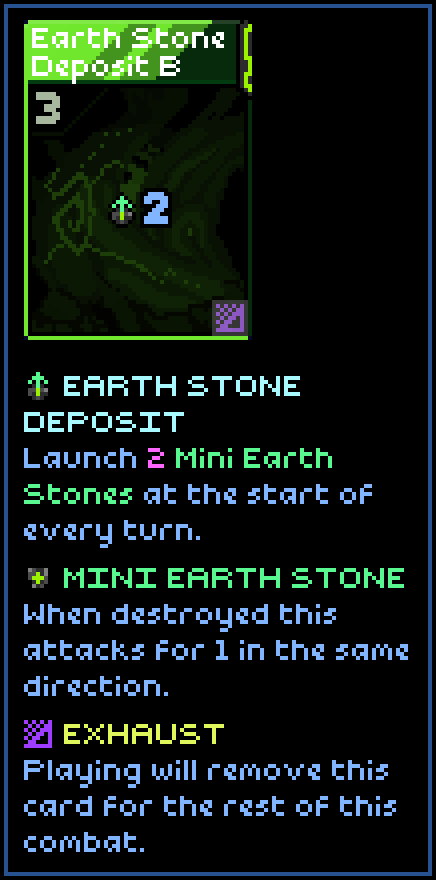 Earth Stone
Deposit B
3
2
EARTH STONE
DEPOSIT
Launch 2 Mini Earth
Stones at the start of
every turn.
MINI EARTH STONE
When destroyed this
attacks for 1 in the same
direction.
EXHAUST
Playing will remove this
card for the rest of this
combat.